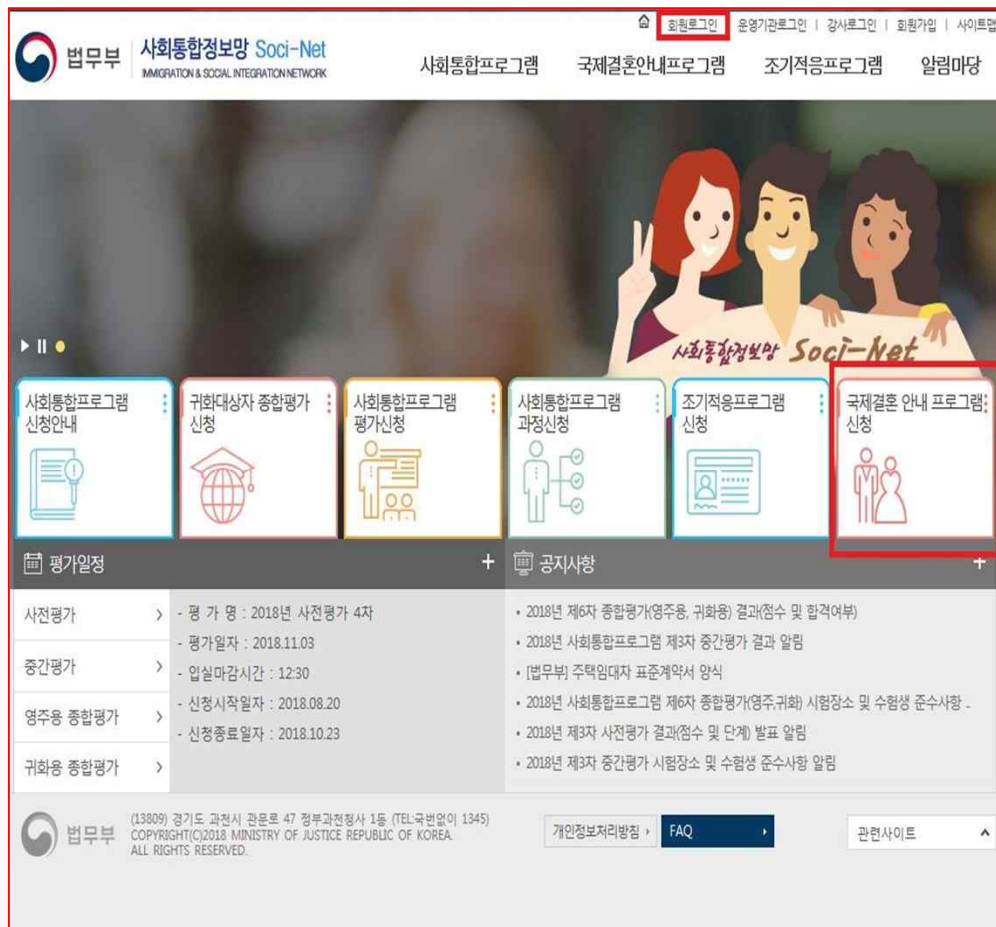 회원로그인 운영기관로그인 | 강사로그인 | 회원가입 | 사이트맵
법무부 사회통합정보망 Soci-Net
IMMIGRATION & SOCIAL INTEGRATION NETWORK
사회통합프로그램 국제결혼안내프로그램 조기적응프로그램 알림마당
사회통합정보망 Soci-Net
사회통합프로그램
신청안내
귀화대상자 종합평가
신청
사회통합프로그램
평가신청
사회통합프로그램
과정신청
조기적응프로그램
신청
국제결혼 안내 프로그램
신청
평가일정 +
사전평가 >
중간평가 >
영주용 종합평가 >
귀화용 종합평가 >
- 평 가 명 : 2018년 사전평가 4차
- 평가일자 : 2018.11.03
- 입실마감시간 : 12:30
- 신청시작일자 : 2018.08.20
- 신청종료일자 : 2018.10.23
공지사항 +
• 2018년 제6차 종합평가(영주용, 귀화용) 결과(점수 및 합격여부)
• 2018년 사회통합프로그램 제3차 중간평가 결과 알림
• [법무부] 주택임대차 표준계약서 양식
• 2018년 사회통합프로그램 제6차 종합평가(영주,귀화) 시험장소 및 수험생 준수사항 ..
• 2018년 제3차 사전평가 결과(점수 및 단계) 발표 알림
• 2018년 제3차 중간평가 시험장소 및 수험생 준수사항 알림
법무부
(13809) 경기도 과천시 관문로 47 정부과천청사 1동 (TEL:국번없이 1345)
COPYRIGHT(C)2018 MINISTRY OF JUSTICE REPUBLIC OF KOREA.
ALL RIGHTS RESERVED.
개인정보처리방침 FAQ 관련사이트